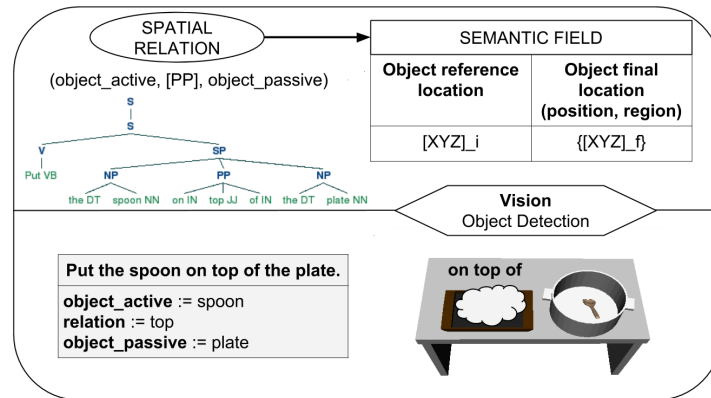 SPATIAL
RELATION
SEMANTIC FIELD
Object reference
location
Object final
location
(position, region)
[XYZ]_i
{[XYZ]_f}
(object_active, [PP], object_passive)
S
S
V
SP
Put VB
NP
PP
NP
the DT
spoon NN
on IN
top JJ
of IN
the DT
plate NN
Vision
Object Detection
Put the spoon on top of the plate.
object_active := spoon
relation := top
object_passive := plate
on top of